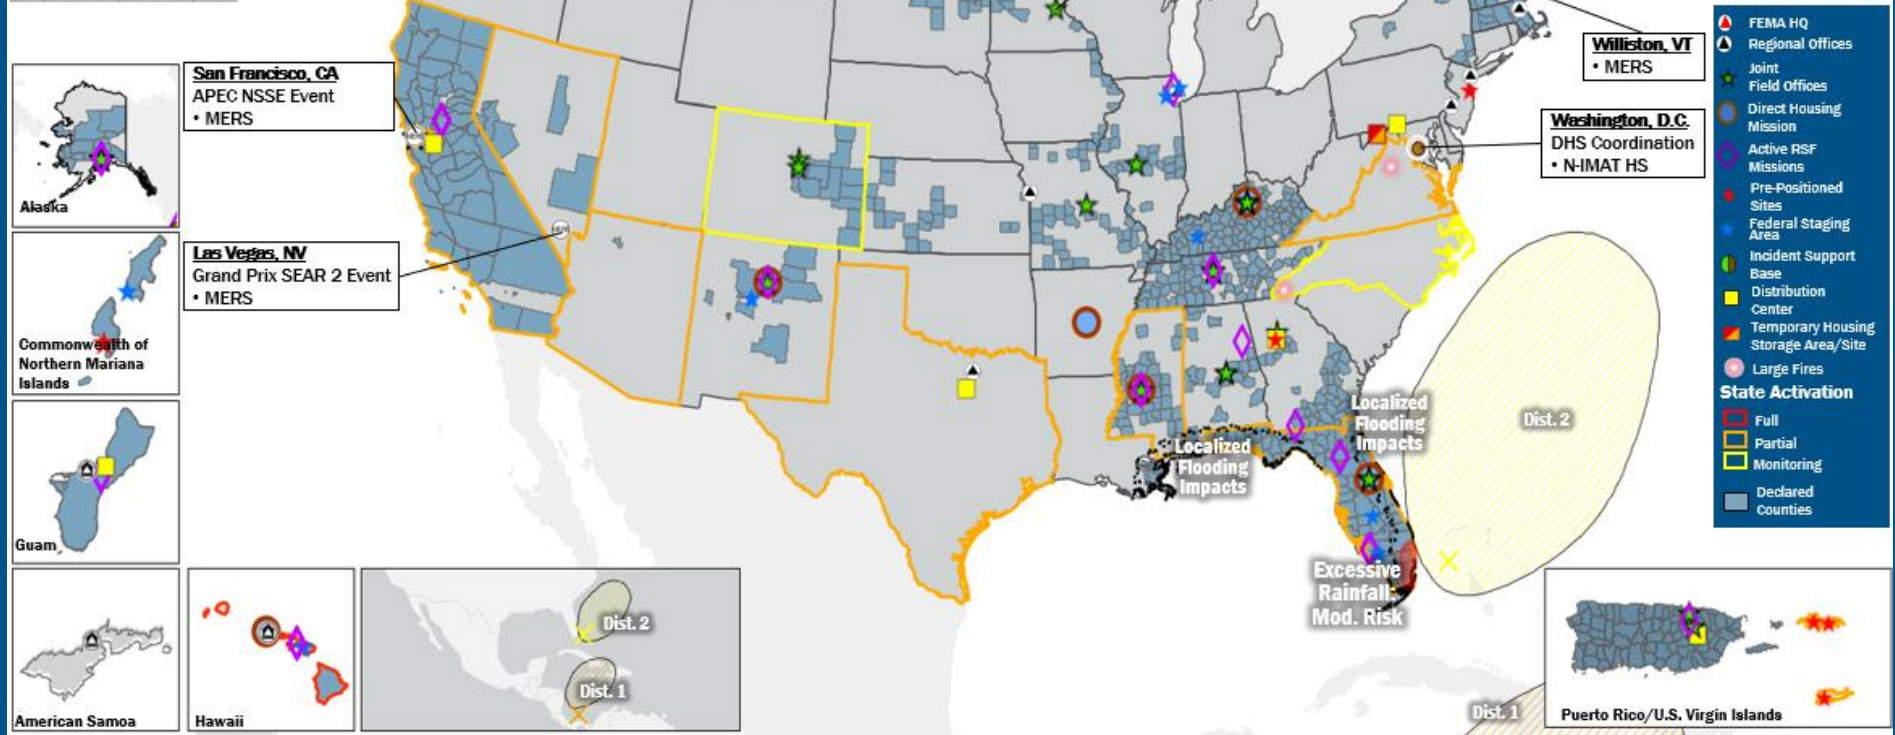 San Francisco, CA
APEC NSSE Event
• MERS
Las Vegas, NV
Grand Prix SEAR 2 Event
• MERS
Alaska
Commonwealth of
Northern Mariana
Islands
Guam
American Samoa
Hawaii
Dist. 2
Dist. 1
Localized
Flooding
Impacts
Localized
Flooding
Impacts
Excessive
Rainfall:
Mod. Risk
Dist. 2
Dist. 1
Williston, VT
• MERS
Washington, D.C.
DHS Coordination
• N-IMAT HS
Puerto Rico/U.S. Virgin Islands
FEMA HQ
Regional Offices
Joint
Field Offices
Direct Housing
Mission
Active RSF
Missions
Pre-Positioned
Sites
Federal Staging
Area
Incident Support
Base
Distribution
Center
Temporary Housing
Storage Area/Site
Large Fires
State Activation
Full
Partial
Monitoring
Declared
Counties